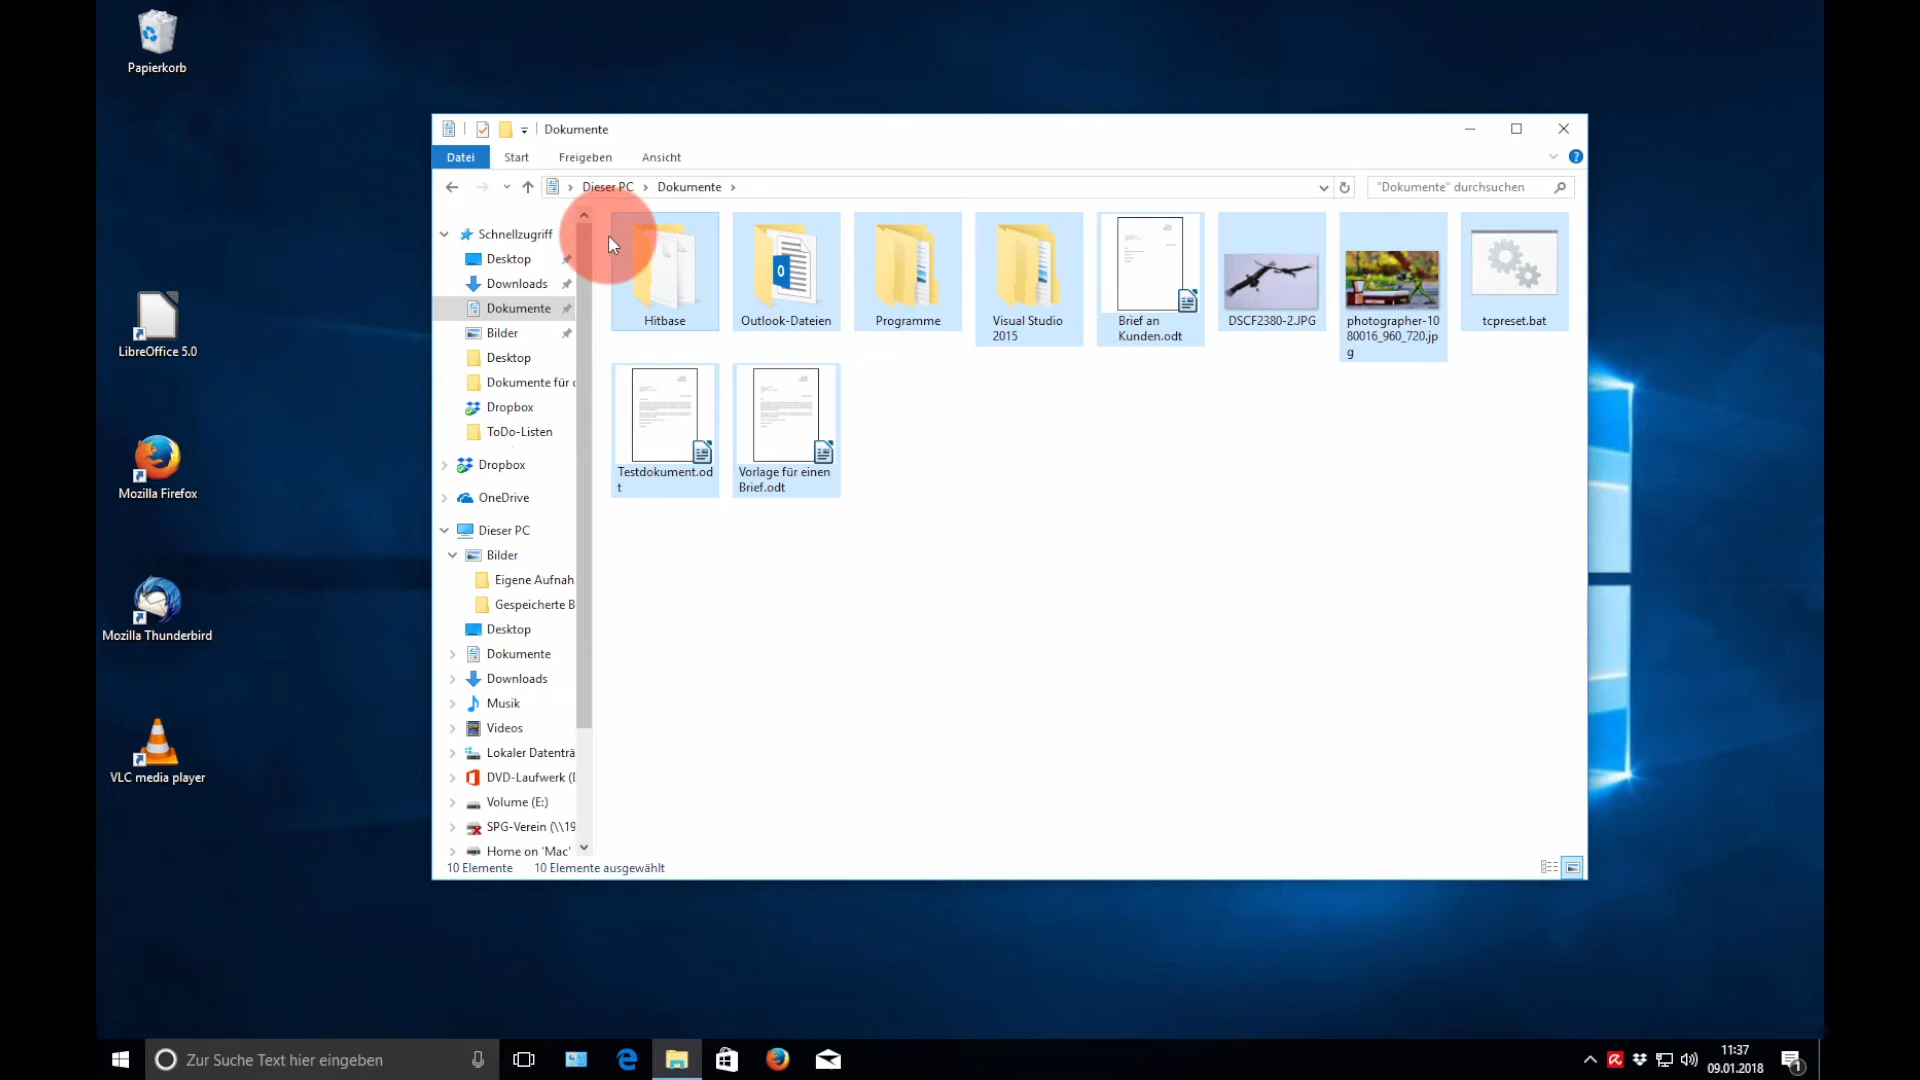 Papierkorb
LibreOffice 5.0
Mozilla Firefox
Mozilla Thunderbird
VLC media player
Dokumente
Datei Start Freigeben Ansicht
Dieser PC Dokumente
"Dokumente" durchsuchen
Schnellzugriff
Desktop
Downloads
Dokumente
Bilder
Desktop
Dokumente für d
Dropbox
ToDo-Listen
Dropbox
OneDrive
Dieser PC
Bilder
Eigene Aufnah
Gespeicherte B
Desktop
Dokumente
Downloads
Musik
Videos
Lokaler Datenträ
DVD-Laufwerk (D
Volume (E:)
SPG-Verein (\\19
Home on 'Mac'
Hitbase
Outlook-Dateien
Programme
Visual Studio
2015
Brief an
Kunden.odt
DSCF2380-2.JPG
photographer-10
80016_960_720.jp
g
tcpreset.bat
Testdokument.od
t
Vorlage für einen
Brief.odt
10 Elemente 10 Elemente ausgewählt
Zur Suche Text hier eingeben
11:37
09.01.2018
1